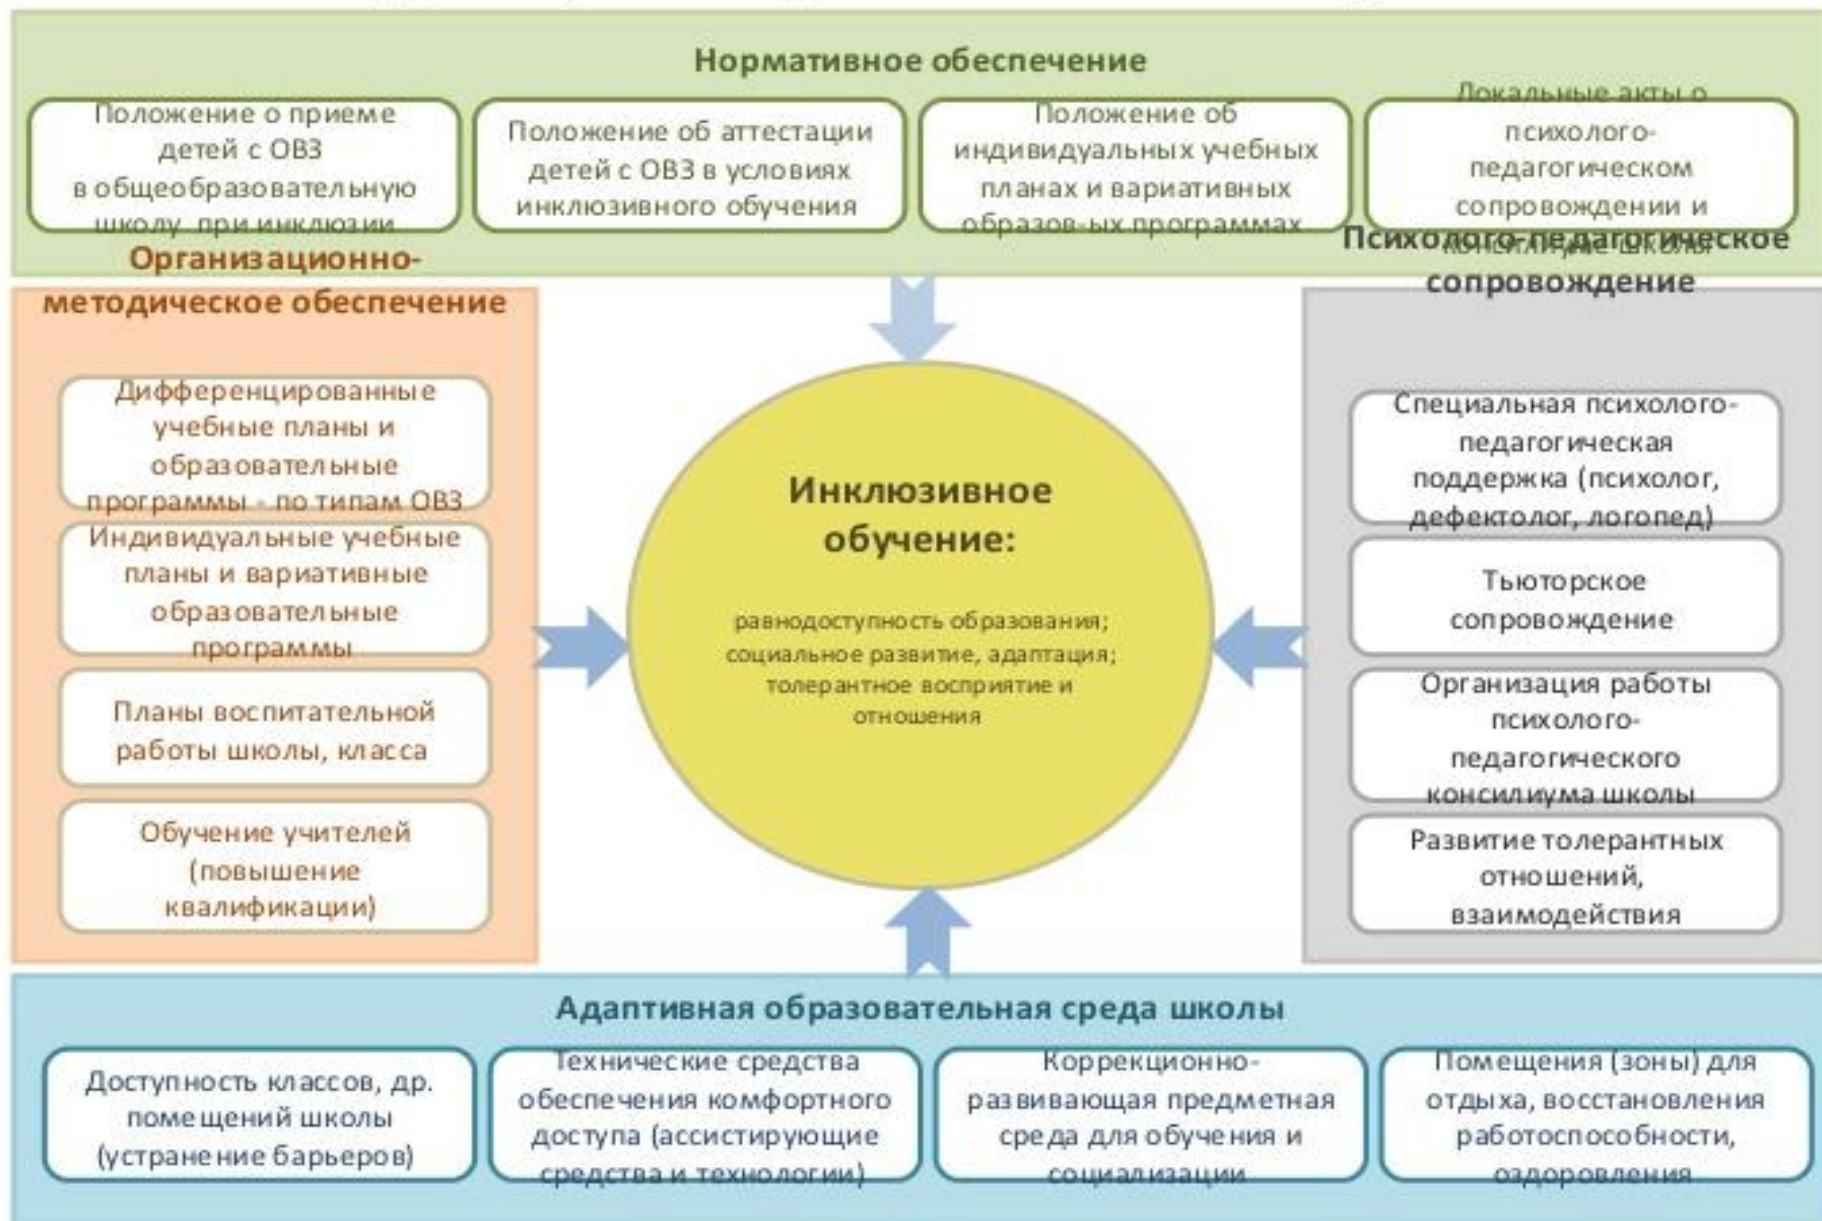 Нормативное обеспечение
Положение о приеме
детей с ОВЗ
в общеобразовательную
школу при инклюзии
Положение об аттестации
детей с ОВЗ в условиях
инклюзивного обучения
Положение об
индивидуальных учебных
планах и вариативных
образов-ых программах
Локальные акты о
психолого-
педагогическом
сопровождении и
консилиуме школы
Организационно-
методическое обеспечение
Дифференцированные
учебные планы и
образовательные
программы - по типам ОВЗ
Индивидуальные учебные
планы и вариативные
образовательные
программы
Планы воспитательной
работы школы, класса
Обучение учителей
(повышение
квалификации)
Инклюзивное
обучение:
равнодоступность образования;
социальное развитие, адаптация;
толерантное восприятие и
отношения
Психолого-педагогическое
сопровождение
Специальная психолого-
педагогическая
поддержка (психолог,
дефектолог, логопед)
Тьюторское
сопровождение
Организация работы
психолого-
педагогического
консилиума школы
Развитие толерантных
отношений,
взаимодействия
Адаптивная образовательная среда школы
Доступность классов, др.
помещений школы
(устранение барьеров)
Технические средства
обеспечения комфортного
доступа (ассистирующие
средства и технологии)
Коррекционно-
развивающая предметная
среда для обучения и
социализации
Помещения (зоны) для
отдыха, восстановления
работоспособности,
оздоровления